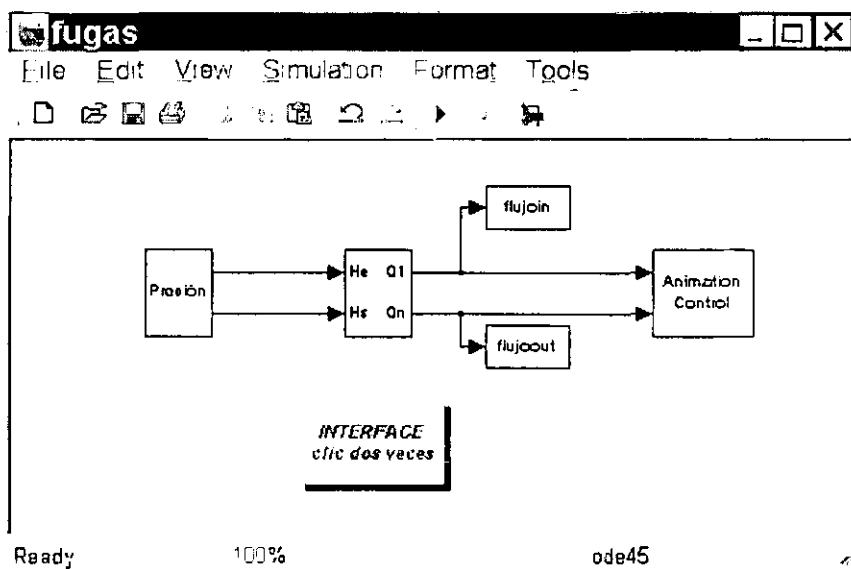 fugas
File Edit View Simulation Format Tools
flujoin
Presión
He Q1
Hs Qn
Animation
Control
flujoout
INTERFACE
clic dos veces
Ready 100% ode45